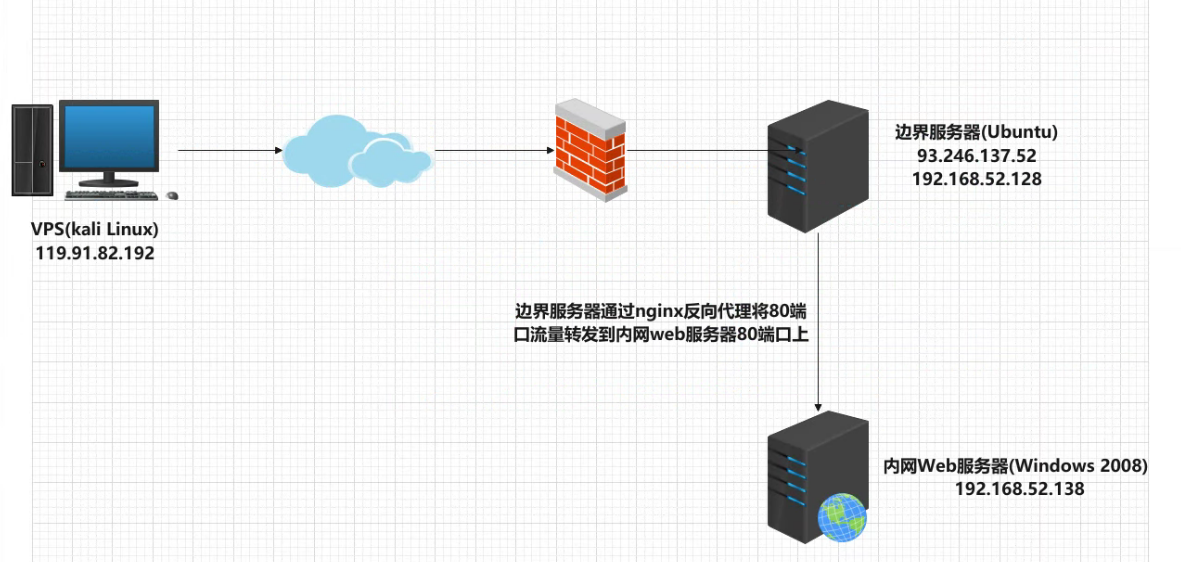 VPS(kali Linux)
119.91.82.192
边界服务器(Ubuntu)
93.246.137.52
192.168.52.128
边界服务器通过nginx反向代理将80端
口流量转发到内网web服务器80端口上
内网Web服务器(Windows 2008)
192.168.52.138